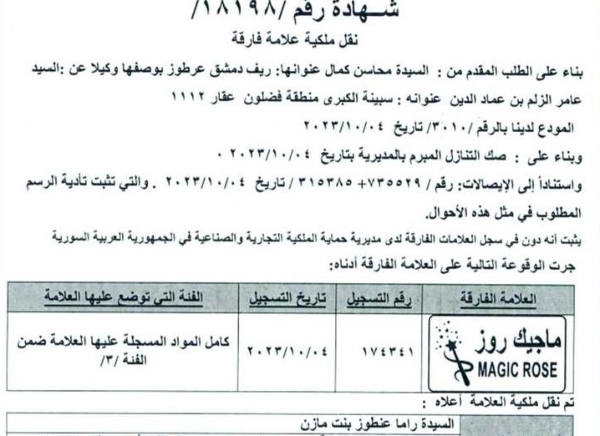 شـــهادة رقم /١٨١٩٨/
نقل ملكية علامة فارقة
بناء على الطلب المقدم من : السيدة محاسن كمال عنوانها: ريف دمشق عرطوز بوصفها وكيلا عن :السيد
عامر الزلم بن عماد الدين عنوانه : سبينة الكبرى منطقة فضلون عقار ١١١٢
المودع لدينا بالرقم /٣٠١٠/ تاريخ ٢٠٢٣/١٠/٠٤
وبناء على : صك التنازل المبرم بالمديرية بتاريخ ٢٠٢٣/١٠/٠٤ ٠
واستناداً إلى الإيصالات: رقم / ٧٣٥٥٢٩+ ٣١٥٣٨٥ / تاريخ ٢٠٢٣/١٠/٠٤ . والتي تثبت تأدية الرسم
المطلوب في مثل هذه الأحوال.
يثبت أنه دون في سجل العلامات الفارقة لدى مديرية حماية الملكية التجارية والصناعية في الجمهورية العربية السورية
جرت الوقوعة التالية على العلامة الفارقة أدناه:
العلامة الفارقة رقم التسجيل تاريخ التسجيل الفئة التي توضع عليها العلامة
ماجيك روز
MAGIC ROSE
١٧٤٣٤١ ٢٠٢٣/١٠/٠٤ كامل المواد المسجلة عليها العلامة ضمن
الفئة /٣/
تم نقل ملكية العلامة أعلاه :
السيدة راما عنطوز بنت مازن